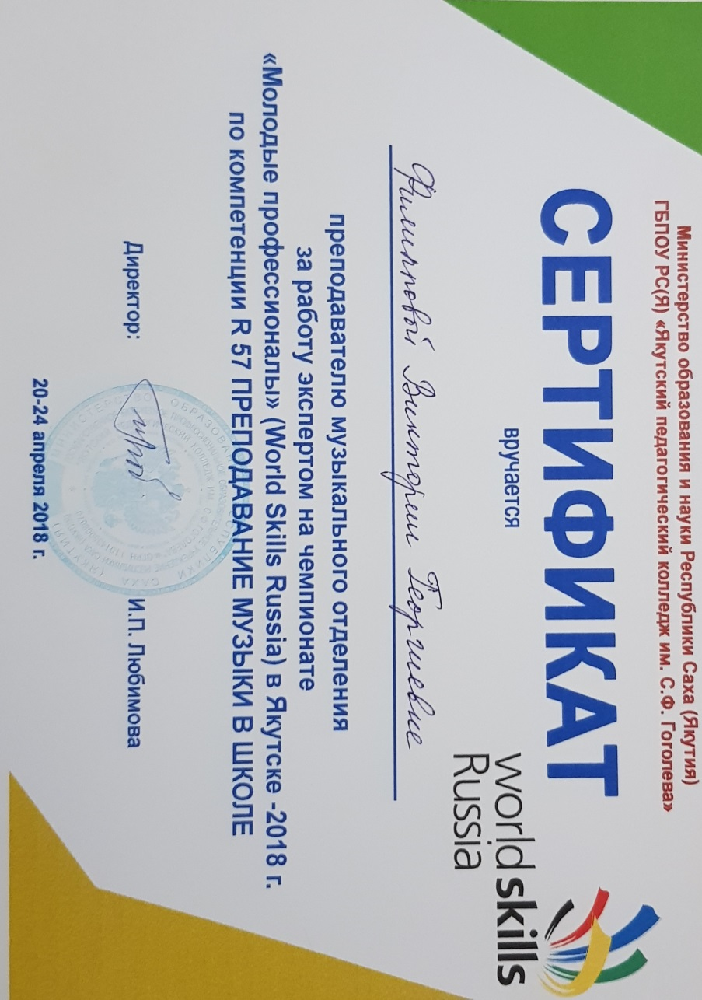 Министерство образования и науки Республики Саха (Якутия)
ГБПОУ РС(Я) «Якутский педагогический колледж им. С.Ф. Гоголева»
СЕРТИФИКАТ
worldskills
Russia
вручается
Филипповой Виктории Георгиевне
преподавателю музыкального отделения
за работу экспертом на чемпионате
«Молодые профессионалы» (World Skills Russia) в Якутске -2018 г.
по компетенции R 57 ПРЕПОДАВАНИЕ МУЗЫКИ В ШКОЛЕ
Директор: И.П. Любимова
20-24 апреля 2018 г.